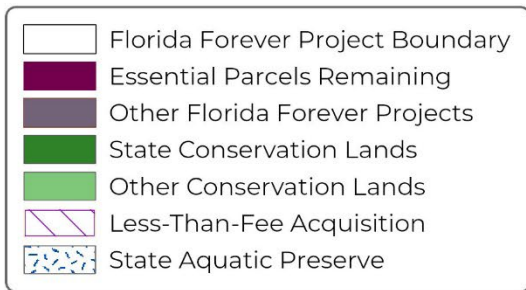 Florida Forever Project Boundary
Essential Parcels Remaining
Other Florida Forever Projects
State Conservation Lands
Other Conservation Lands
Less-Than-Fee Acquisition
State Aquatic Preserve